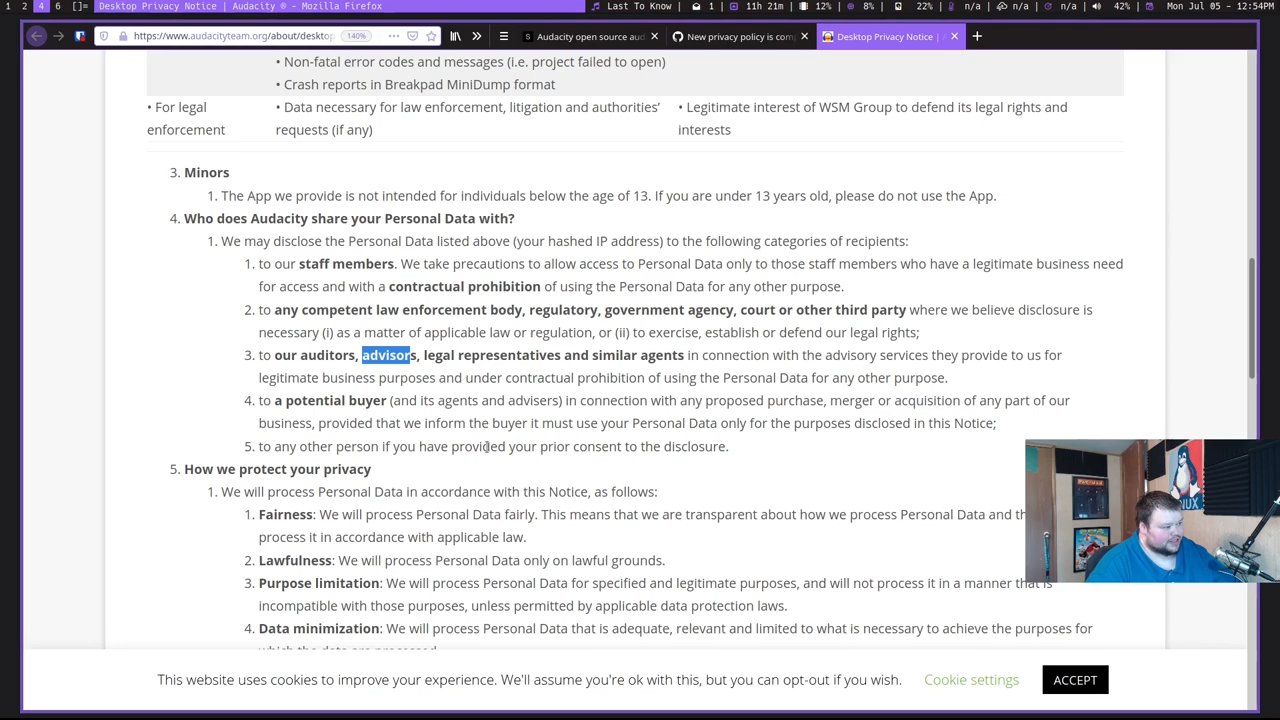 1 2 4 6 []= Desktop Privacy Notice | Audacity ® - Mozilla Firefox Last To Know | 11h 21m | 12% | 8% | 22% | n/a | n/a | n/a | 42% | Mon Jul 05 - 12:54PM
https://www.audacityteam.org/about/deskto 140% Audacity open source aud New privacy policy is com Desktop Privacy Notice |
• Non-fatal error codes and messages (i.e. project failed to open)
• Crash reports in Breakpad MiniDump format
• For legal enforcement
• Data necessary for law enforcement, litigation and authorities’
requests (if any)
• Legitimate interest of WSM Group to defend its legal rights and
interests
3. Minors
1. The App we provide is not intended for individuals below the age of 13. If you are under 13 years old, please do not use the App.
4. Who does Audacity share your Personal Data with?
1. We may disclose the Personal Data listed above (your hashed IP address) to the following categories of recipients:
1. to our staff members. We take precautions to allow access to Personal Data only to those staff members who have a legitimate business need
for access and with a contractual prohibition of using the Personal Data for any other purpose.
2. to any competent law enforcement body, regulatory, government agency, court or other third party where we believe disclosure is
necessary (i) as a matter of applicable law or regulation, or (ii) to exercise, establish or defend our legal rights;
3. to our auditors, advisors, legal representatives and similar agents in connection with the advisory services they provide to us for
legitimate business purposes and under contractual prohibition of using the Personal Data for any other purpose.
4. to a potential buyer (and its agents and advisers) in connection with any proposed purchase, merger or acquisition of any part of our
business, provided that we inform the buyer it must use your Personal Data only for the purposes disclosed in this Notice;
5. to any other person if you have provided your prior consent to the disclosure.
5. How we protect your privacy
1. We will process Personal Data in accordance with this Notice, as follows:
1. Fairness: We will process Personal Data fairly. This means that we are transparent about how we process Personal Data and th
process it in accordance with applicable law.
2. Lawfulness: We will process Personal Data only on lawful grounds.
3. Purpose limitation: We will process Personal Data for specified and legitimate purposes, and will not process it in a manner that is
incompatible with those purposes, unless permitted by applicable data protection laws.
4. Data minimization: We will process Personal Data that is adequate, relevant and limited to what is necessary to achieve the purposes for
which the data are processed.
This website uses cookies to improve your experience. We'll assume you're ok with this, but you can opt-out if you wish. Cookie settings ACCEPT